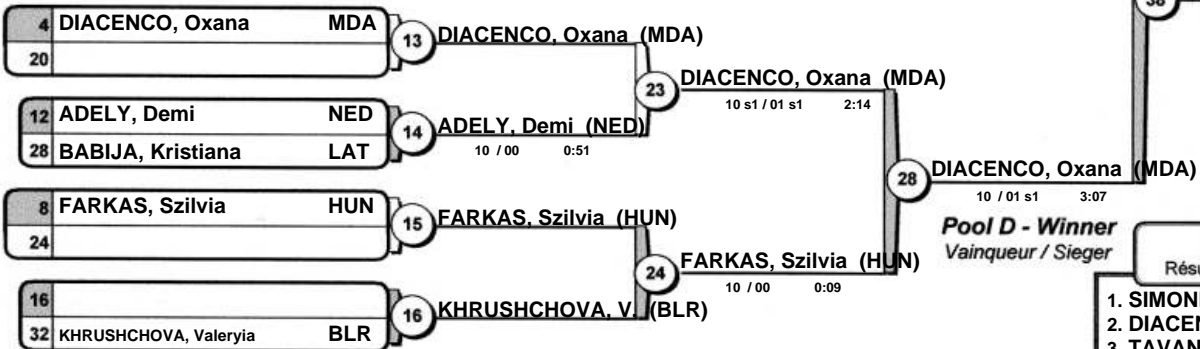 4 DIACENCO, Oxana MDA
20
13
DIACENCO, Oxana (MDA)
12 ADELY, Demi NED
28 BABIJA, Kristiana LAT
14
ADELY, Demi (NED)
10 / 00 0:51
23
DIACENCO, Oxana (MDA)
10 s1 / 01 s1 2:14
8 FARKAS, Szilvia HUN
24
15
FARKAS, Szilvia (HUN)
16
32 KHRUSHCHOVA, Valeryia BLR
16
KHRUSHCHOVA, V. (BLR)
24
FARKAS, Szilvia (HUN)
10 / 00 0:09
28
DIACENCO, Oxana (MDA)
10 / 01 s1 3:07
38
Pool D - Winner
Vainqueur / Sieger
Résu
1. SIMONI
2. DIACEN
3. TAVAN